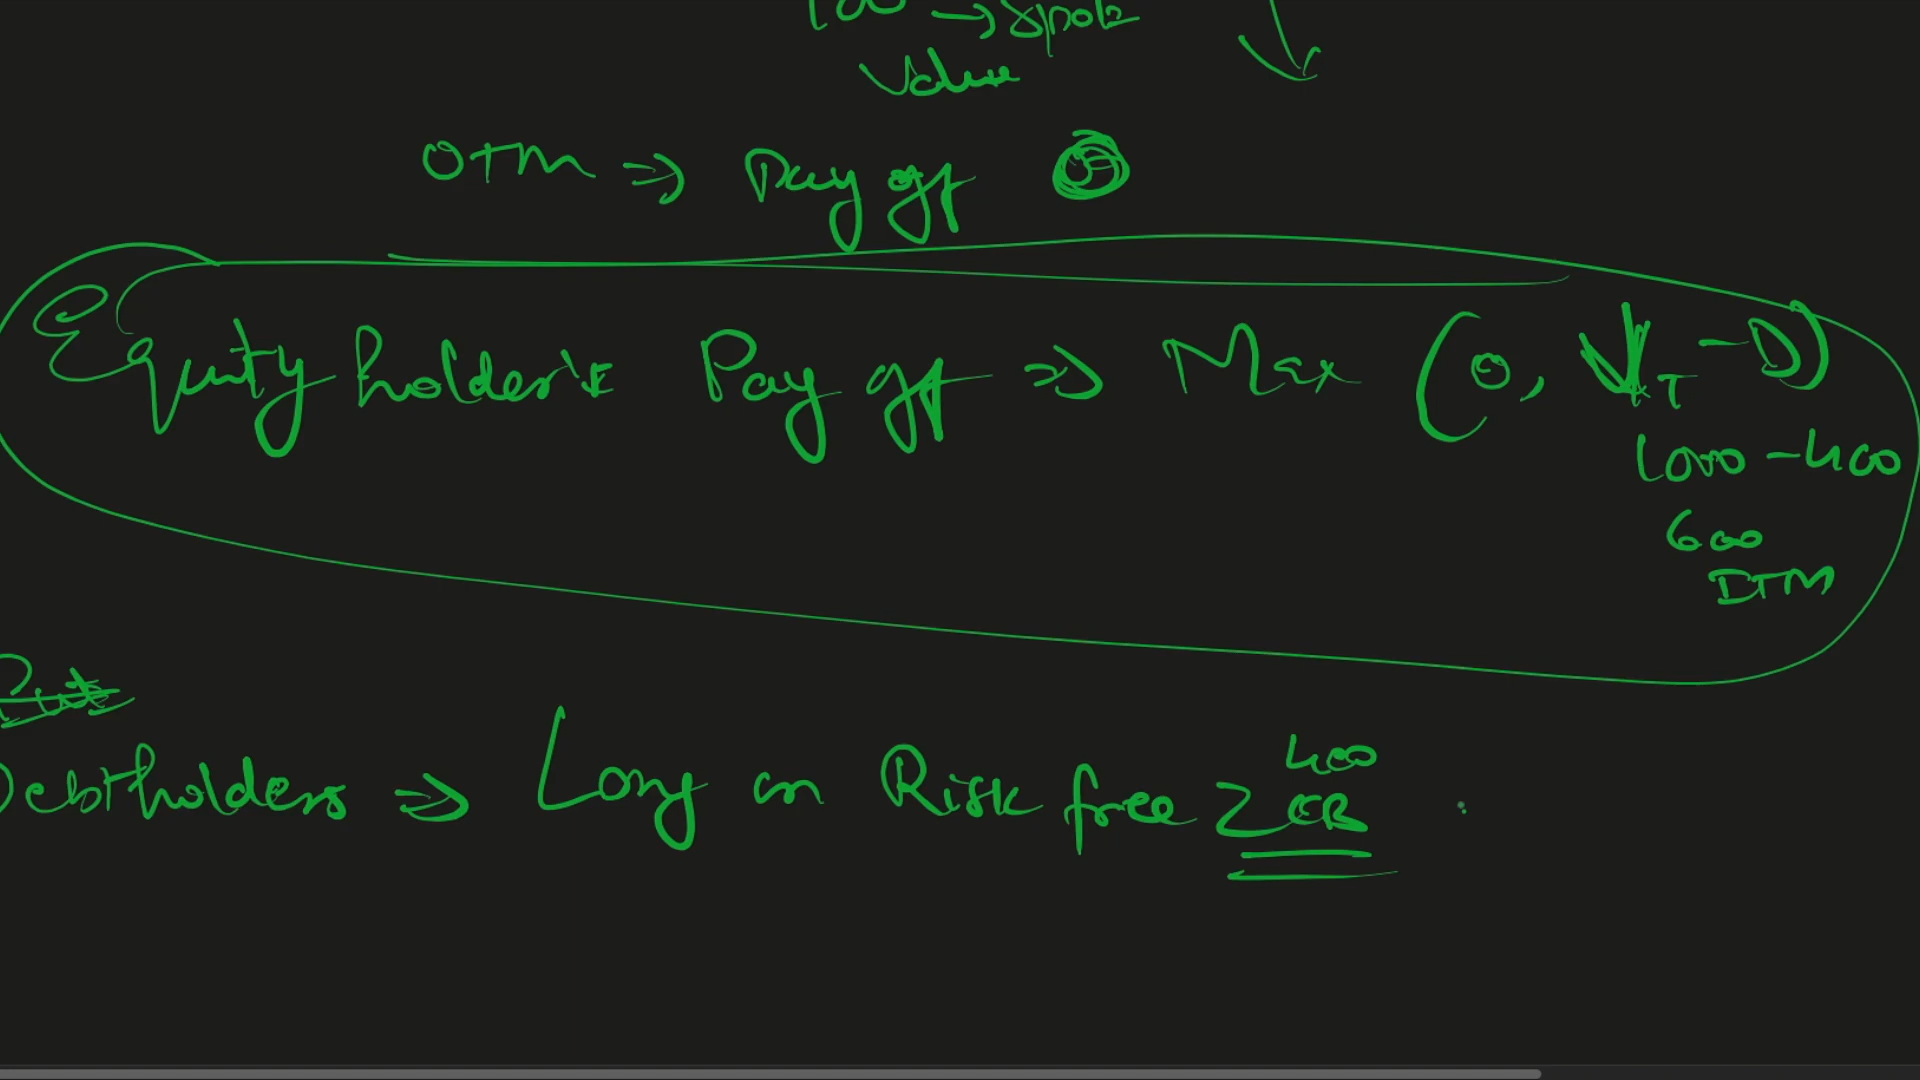 100 → Spot
Value
OTM ⇒ Pay off 0
Equity holder's Pay off ⇒ Max (0, V_T - D)
1000 - 400
600
ITM
Put
Debtholders ⇒ Long on Risk free ZCB
400